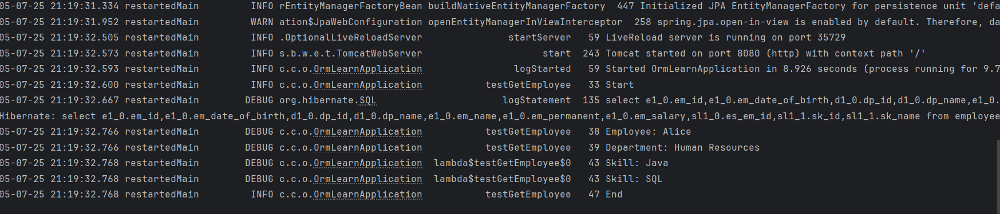 05-07-25 21:19:31.334 restartedMain INFO rEntityManagerFactoryBean buildNativeEntityManagerFactory 447 Initialized JPA EntityManagerFactory for persistence unit 'defa
05-07-25 21:19:31.952 restartedMain WARN ation$JpaWebConfiguration openEntityManagerInViewInterceptor 258 spring.jpa.open-in-view is enabled by default. Therefore, da
05-07-25 21:19:32.505 restartedMain INFO .OptionalLiveReloadServer startServer 59 LiveReload server is running on port 35729
05-07-25 21:19:32.573 restartedMain INFO s.b.w.e.t.TomcatWebServer start 243 Tomcat started on port 8080 (http) with context path '/'
05-07-25 21:19:32.593 restartedMain INFO c.c.o.OrmLearnApplication logStarted 59 Started OrmLearnApplication in 8.926 seconds (process running for 9.7
05-07-25 21:19:32.600 restartedMain INFO c.c.o.OrmLearnApplication testGetEmployee 33 Start
05-07-25 21:19:32.667 restartedMain DEBUG org.hibernate.SQL logStatement 135 select e1_0.em_id,e1_0.em_date_of_birth,d1_0.dp_id,d1_0.dp_name,e1_0.
Hibernate: select e1_0.em_id,e1_0.em_date_of_birth,d1_0.dp_id,d1_0.dp_name,e1_0.em_name,e1_0.em_permanent,e1_0.em_salary,sl1_0.es_em_id,sl1_1.sk_id,sl1_1.sk_name from employee
05-07-25 21:19:32.766 restartedMain DEBUG c.c.o.OrmLearnApplication testGetEmployee 38 Employee: Alice
05-07-25 21:19:32.766 restartedMain DEBUG c.c.o.OrmLearnApplication testGetEmployee 39 Department: Human Resources
05-07-25 21:19:32.768 restartedMain DEBUG c.c.o.OrmLearnApplication lambda$testGetEmployee$0 43 Skill: Java
05-07-25 21:19:32.768 restartedMain DEBUG c.c.o.OrmLearnApplication lambda$testGetEmployee$0 43 Skill: SQL
05-07-25 21:19:32.768 restartedMain INFO c.c.o.OrmLearnApplication testGetEmployee 47 End